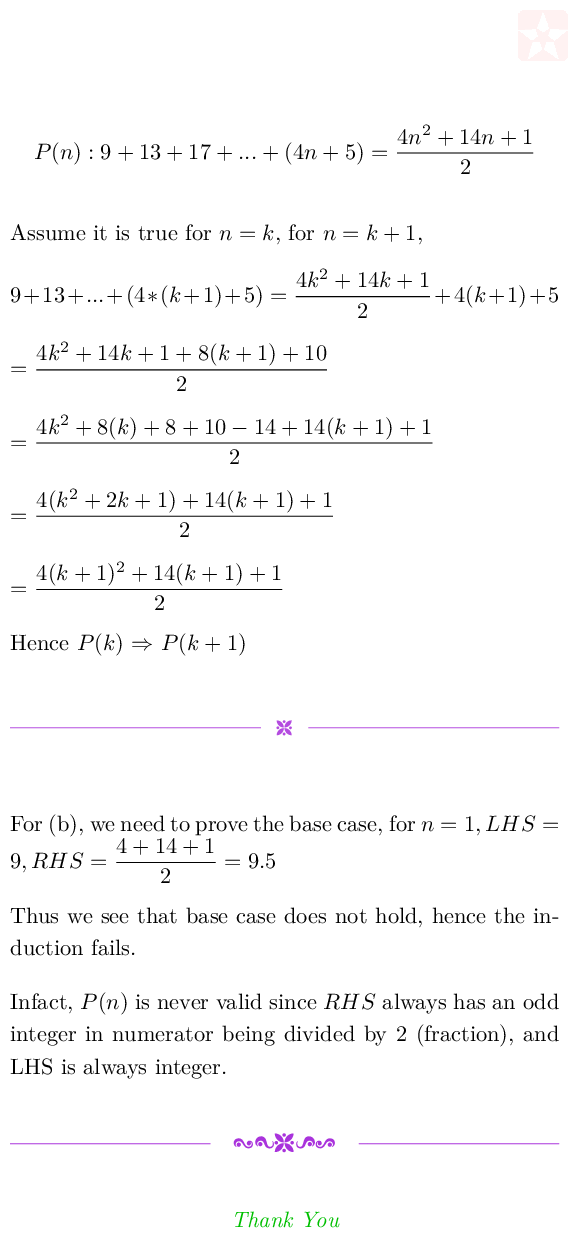 P(n) : 9 + 13 + 17 + ... + (4n + 5) = \frac{4n^2 + 14n + 1}{2}
Assume it is true for n = k, for n = k + 1,
9+13+...+(4*(k+1)+5) = \frac{4k^2 + 14k + 1}{2} + 4(k+1)+5
= \frac{4k^2 + 14k + 1 + 8(k + 1) + 10}{2}
= \frac{4k^2 + 8(k) + 8 + 10 − 14 + 14(k + 1) + 1}{2}
= \frac{4(k^2 + 2k + 1) + 14(k + 1) + 1}{2}
= \frac{4(k + 1)^2 + 14(k + 1) + 1}{2}
Hence P(k) ⇒ P(k + 1)
For (b), we need to prove the base case, for n = 1, LHS =
9, RHS = \frac{4 + 14 + 1}{2} = 9.5
Thus we see that base case does not hold, hence the in-
duction fails.
Infact, P(n) is never valid since RHS always has an odd
integer in numerator being divided by 2 (fraction), and
LHS is always integer.
Thank You